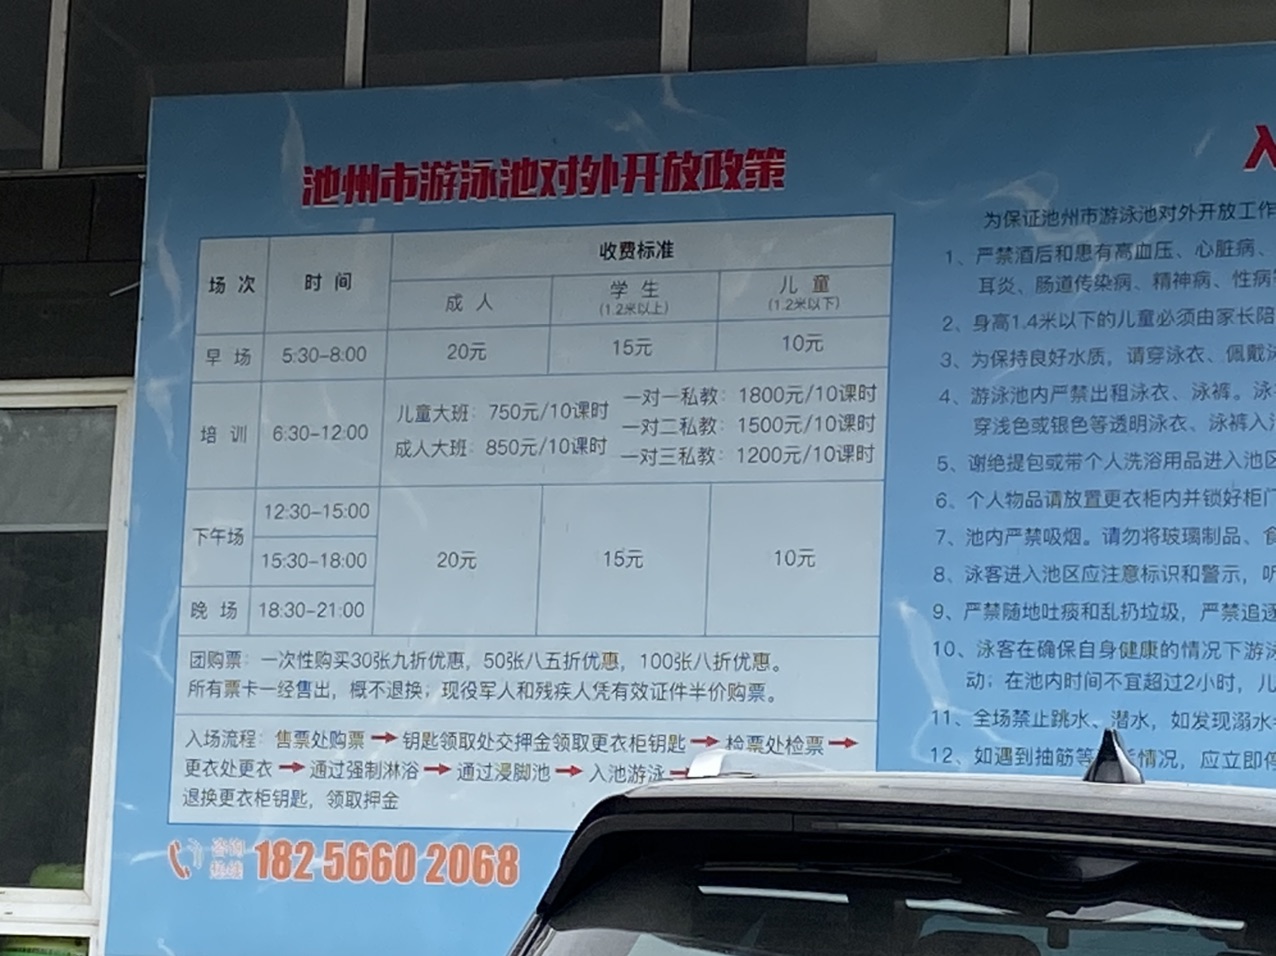 池州市游泳池对外开放政策
场次 时间 收费标准
成人 学生 (1.2米以上) 儿童 (1.2米以下)
早场 5:30-8:00 20元 15元 10元
培训 6:30-12:00
儿童大班：750元/10课时
成人大班：850元/10课时
一对一私教：1800元/10课时
一对二私教：1500元/10课时
一对三私教：1200元/10课时
下午场 12:30-15:00
15:30-18:00 20元 15元 10元
晚场 18:30-21:00
团购票：一次性购买30张九折优惠，50张八五折优惠，100张八折优惠。
所有票卡一经售出，概不退换；现役军人和残疾人凭有效证件半价购票。
入场流程：售票处购票→钥匙领取处交押金领取更衣柜钥匙→检票处检票→
更衣处更衣→通过强制淋浴→通过浸脚池→入池游泳→
退换更衣柜钥匙，领取押金
咨询热线 182 5660 2068
入
为保证池州市游泳池对外开放工作
1、严禁酒后和患有高血压、心脏病、
耳炎、肠道传染病、精神病、性病
2、身高1.4米以下的儿童必须由家长陪
3、为保持良好水质，请穿泳衣、佩戴泳
4、游泳池内严禁出租泳衣、泳裤。泳
穿浅色或银色等透明泳衣、泳裤入
5、谢绝提包或带个人洗浴用品进入池区
6、个人物品请放置更衣柜内并锁好柜门
7、池内严禁吸烟。请勿将玻璃制品、食
8、泳客进入池区应注意标识和警示，听
9、严禁随地吐痰和乱扔垃圾，严禁追逐
10、泳客在确保自身健康的情况下游泳
动；在池内时间不宜超过2小时，儿
11、全场禁止跳水、潜水，如发现溺水
12、如遇到抽筋等 情况，应立即停